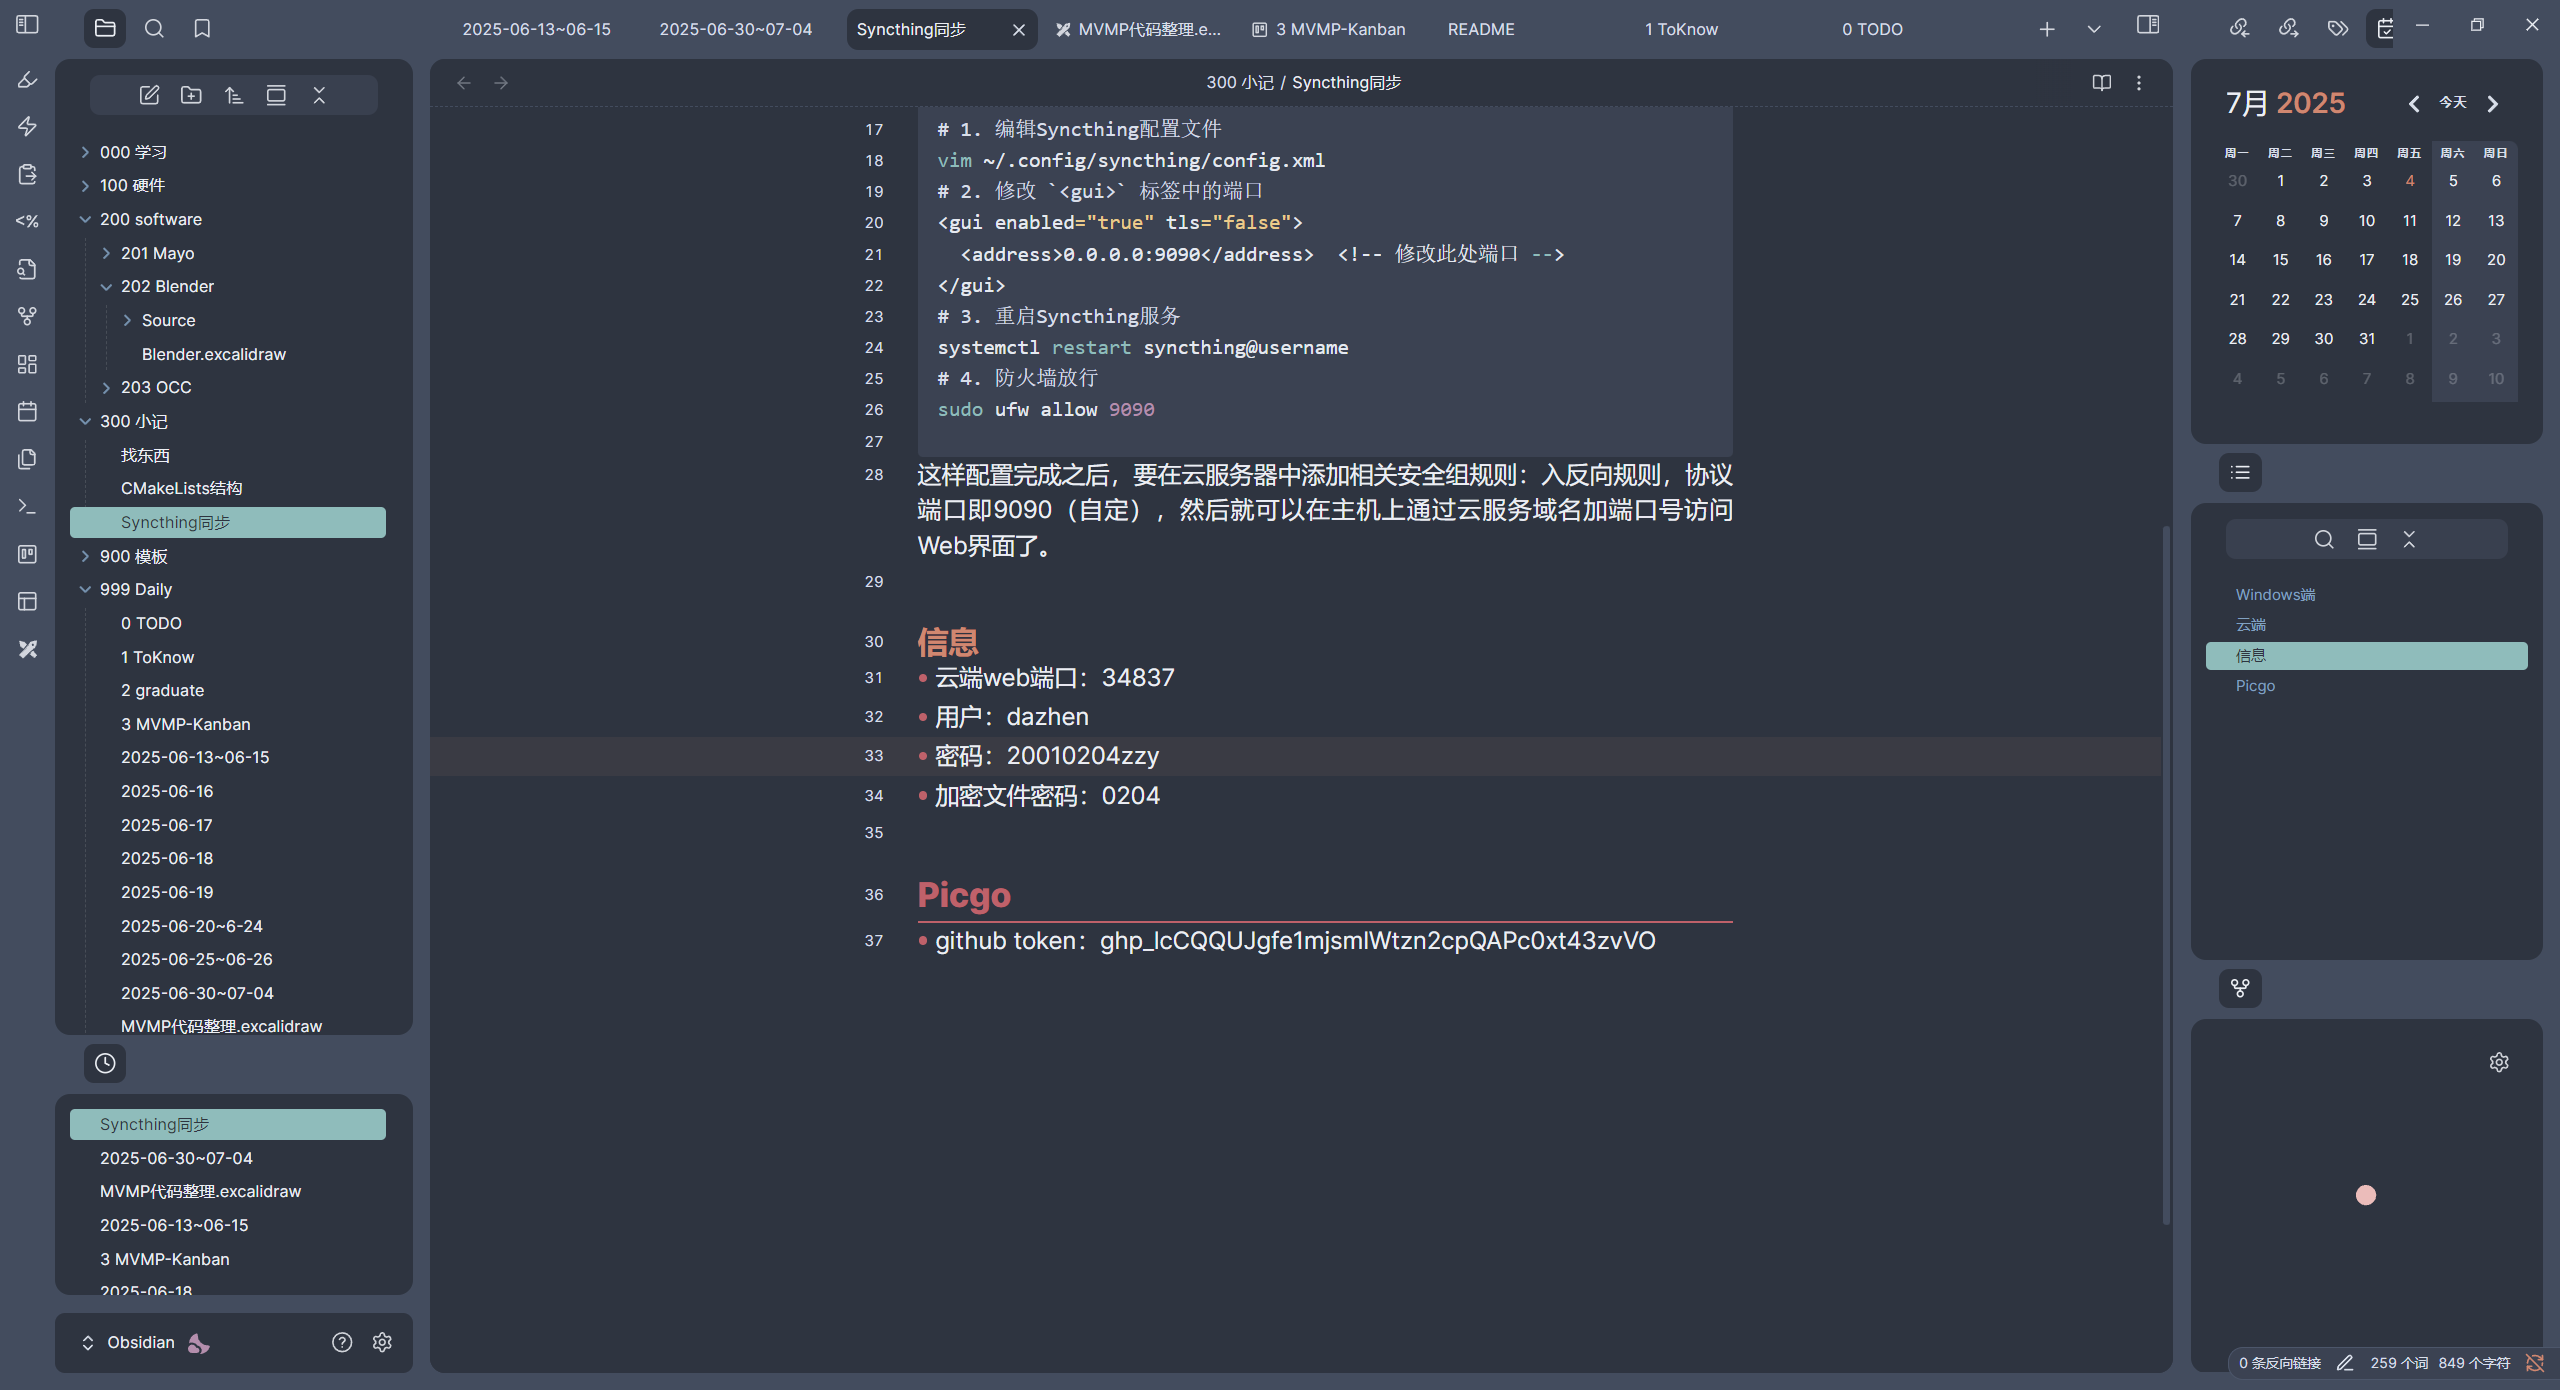 2025-06-13~06-15
2025-06-30~07-04
Syncthing同步
MVMP代码整理.e...
3 MVMP-Kanban
README
1 ToKnow
0 TODO
000 学习
100 硬件
200 software
201 Mayo
202 Blender
Source
Blender.excalidraw
203 OCC
300 小记
找东西
CMakeLists结构
Syncthing同步
900 模板
999 Daily
0 TODO
1 ToKnow
2 graduate
3 MVMP-Kanban
2025-06-13~06-15
2025-06-16
2025-06-17
2025-06-18
2025-06-19
2025-06-20~6-24
2025-06-25~06-26
2025-06-30~07-04
MVMP代码整理.excalidraw
Syncthing同步
2025-06-30~07-04
MVMP代码整理.excalidraw
2025-06-13~06-15
3 MVMP-Kanban
2025-06-18
Obsidian
300 小记 / Syncthing同步
17 # 1. 编辑Syncthing配置文件
18 vim ~/.config/syncthing/config.xml
19 # 2. 修改 `<gui>` 标签中的端口
20 <gui enabled="true" tls="false">
21 <address>0.0.0.0:9090</address> <!-- 修改此处端口 -->
22 </gui>
23 # 3. 重启Syncthing服务
24 systemctl restart syncthing@username
25 # 4. 防火墙放行
26 sudo ufw allow 9090
27
28 这样配置完成之后，要在云服务器中添加相关安全组规则：入反向规则，协议
端口即9090（自定），然后就可以在主机上通过云服务域名加端口号访问
Web界面了。
29
30 信息
31 云端web端口：34837
32 用户：dazhen
33 密码：20010204zzy
34 加密文件密码：0204
35
36 Picgo
37 github token：
7月 2025
今天
周一 周二 周三 周四 周五 周六 周日
30 1 2 3 4 5 6
7 8 9 10 11 12 13
14 15 16 17 18 19 20
21 22 23 24 25 26 27
28 29 30 31 1 2 3
4 5 6 7 8 9 10
Windows端
云端
信息
Picgo
0 条反向链接 259 个词 849 个字符